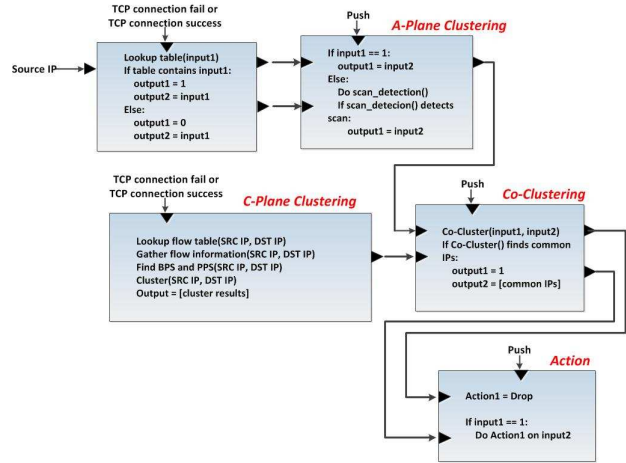 TCP connection fail or
TCP connection success
Push
A-Plane Clustering
Source IP
Lookup table(input1)
If table contains input1:
output1 = 1
output2 = input1
Else:
output1 = 0
output2 = input1
If input1 == 1:
output1 = input2
Else:
Do scan_detection()
If scan_detecion() detects
scan:
output1 = input2
TCP connection fail or
TCP connection success
C-Plane Clustering
Push
Co-Clustering
Lookup flow table(SRC IP, DST IP)
Gather flow information(SRC IP, DST IP)
Find BPS and PPS(SRC IP, DST IP)
Cluster(SRC IP, DST IP)
Output = [cluster results]
Co-Cluster(input1, input2)
If Co-Cluster() finds common
IPs:
output1 = 1
output2 = [common IPs]
Push
Action
Action1 = Drop
If input1 == 1:
Do Action1 on input2